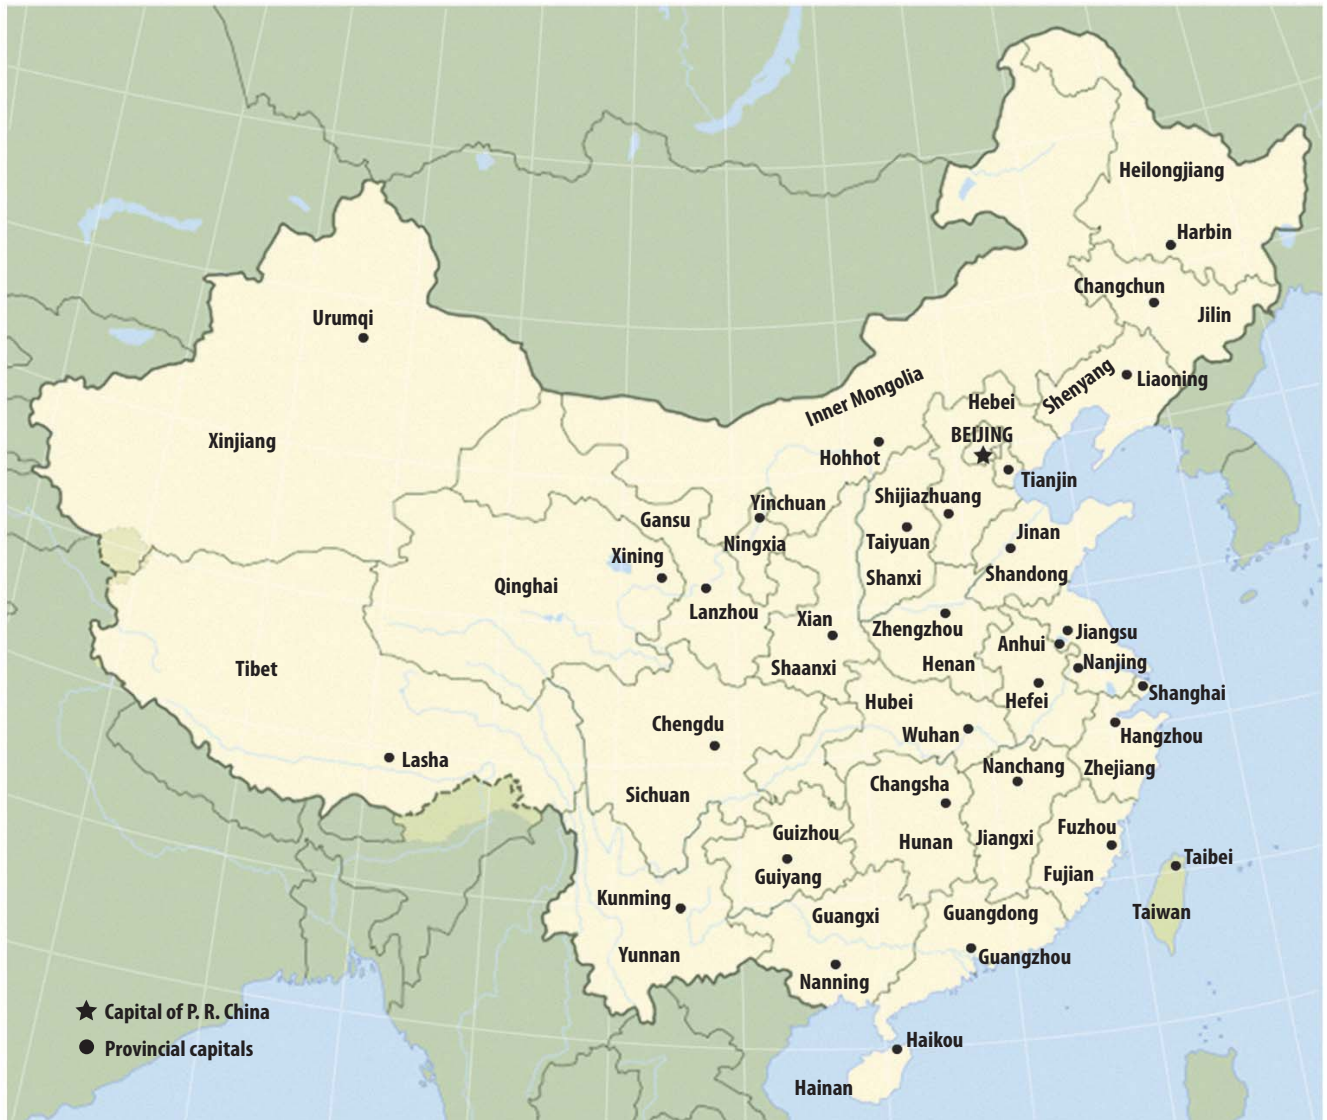 Heilongjiang
Harbin
Changchun
Jilin
Urumqi
Shenyang
Liaoning
Inner Mongolia
Hebei
BEIJING
Xinjiang
Hohhot
Tianjin
Yinchuan
Shijiazhuang
Gansu
Jinan
Taiyuan
Ningxia
Xining
Shanxi
Shandong
Qinghai
Lanzhou
Xian
Zhengzhou
Jiangsu
Anhui
Tibet
Shaanxi
Henan
Nanjing
Shanghai
Hubei
Hefei
Chengdu
Wuhan
Hangzhou
Lasha
Nanchang
Zhejiang
Changsha
Sichuan
Fuzhou
Guizhou
Jiangxi
Hunan
Taibei
Guiyang
Fujian
Kunming
Guangxi
Guangdong
Taiwan
Yunnan
Guangzhou
Nanning
Capital of P. R. China
Haikou
Provincial capitals
Hainan